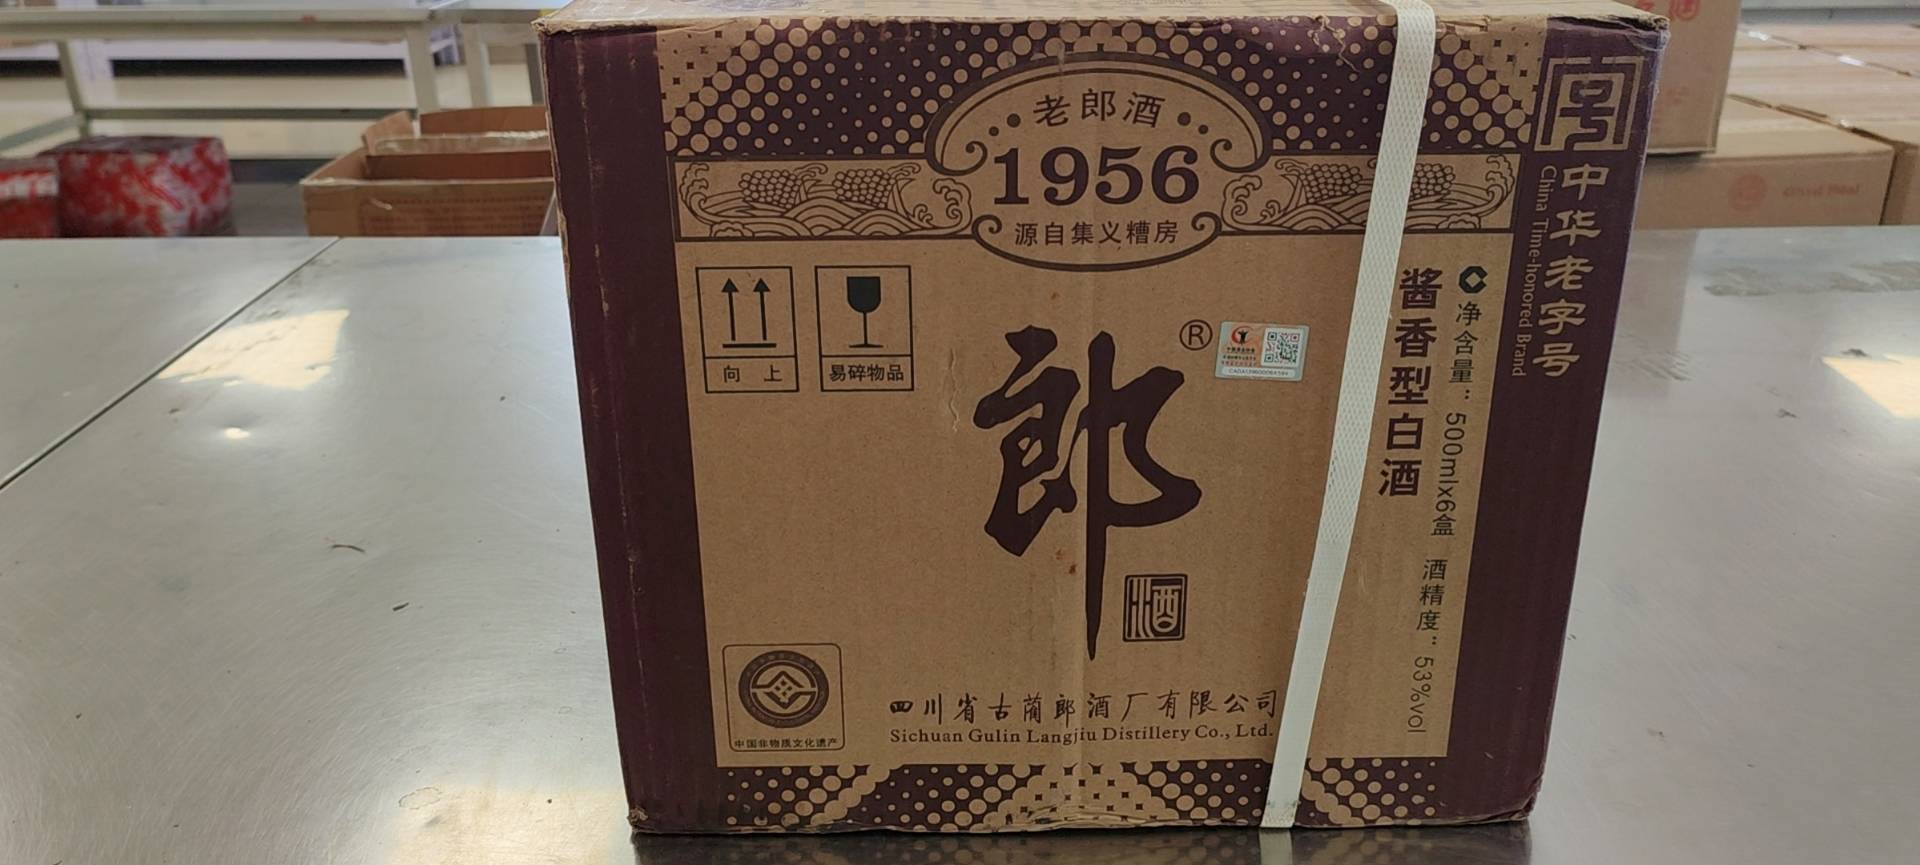 老郎酒
1956
源自集义糟房
向 上
易碎物品
郎
®
酒
酱香型白酒
净含量：500mlx6盒 酒精度：53%vol
中华老字号
China Time-honored Brand
中国非物质文化遗产
四川省古蔺郎酒厂有限公司
Sichuan Gulin Langjiu Distillery Co., Ltd.